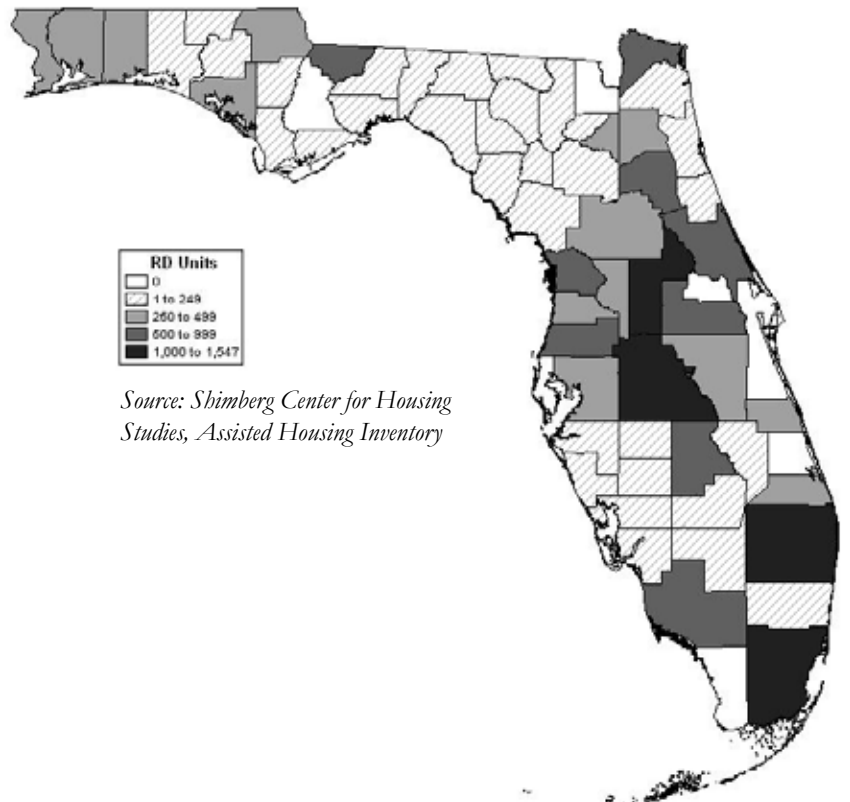 RD Units
0
1 to 249
250 to 499
500 to 999
1,000 to 1,547
Source: Shimberg Center for Housing
Studies, Assisted Housing Inventory